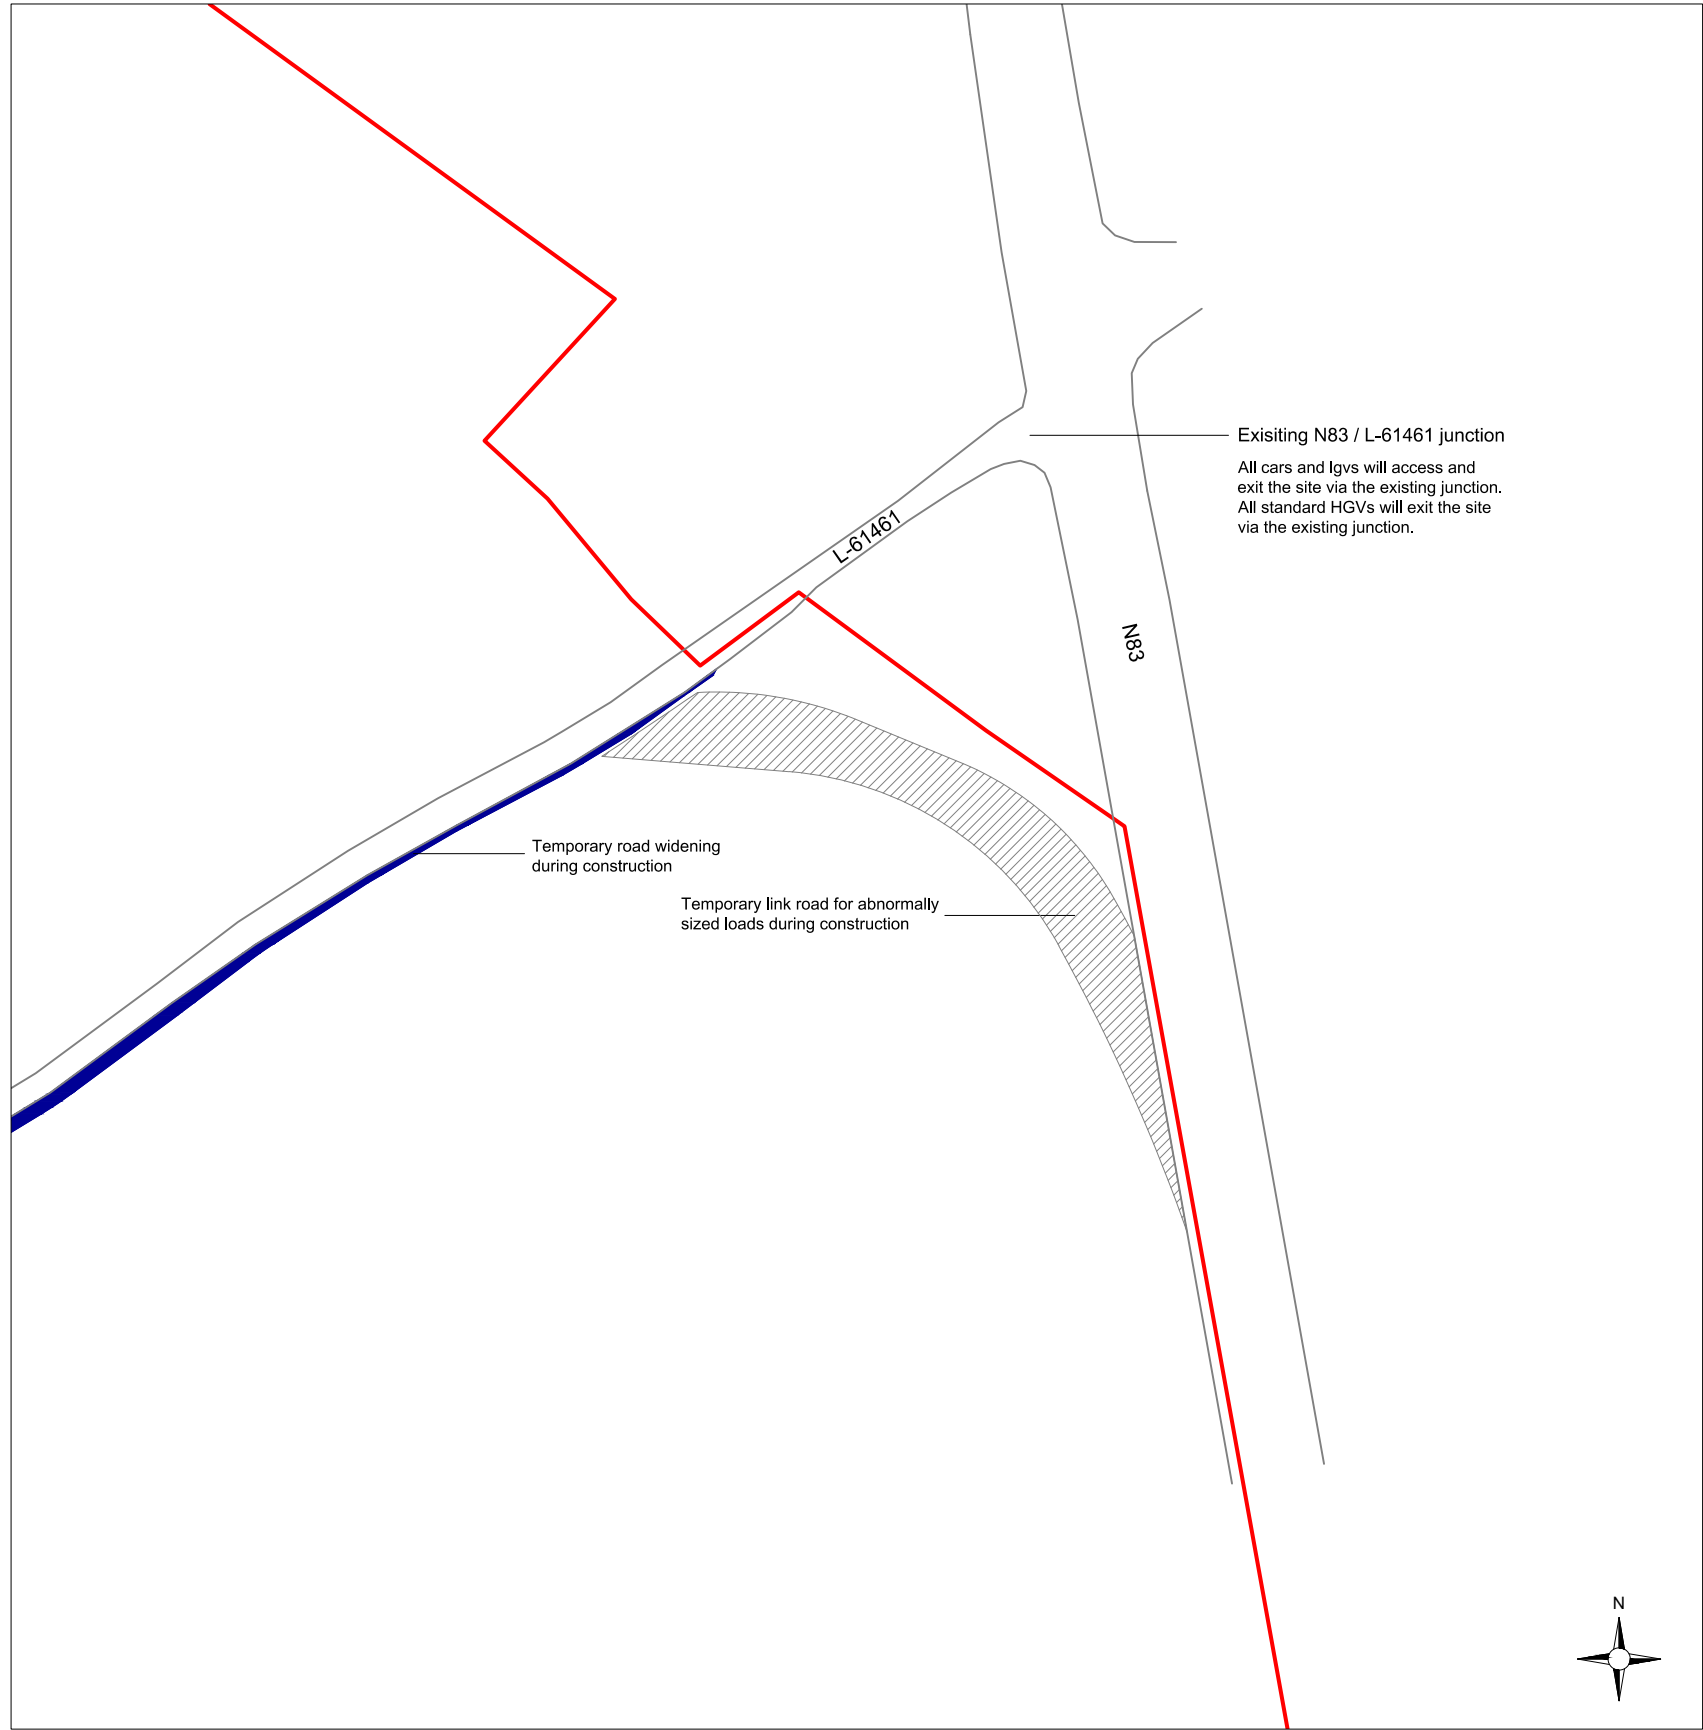 Exisiting N83 / L-61461 junction
All cars and lgvs will access and
exit the site via the existing junction.
All standard HGVs will exit the site
via the existing junction.
L-61461
N83
Temporary road widening
during construction
Temporary link road for abnormally
sized loads during construction
N